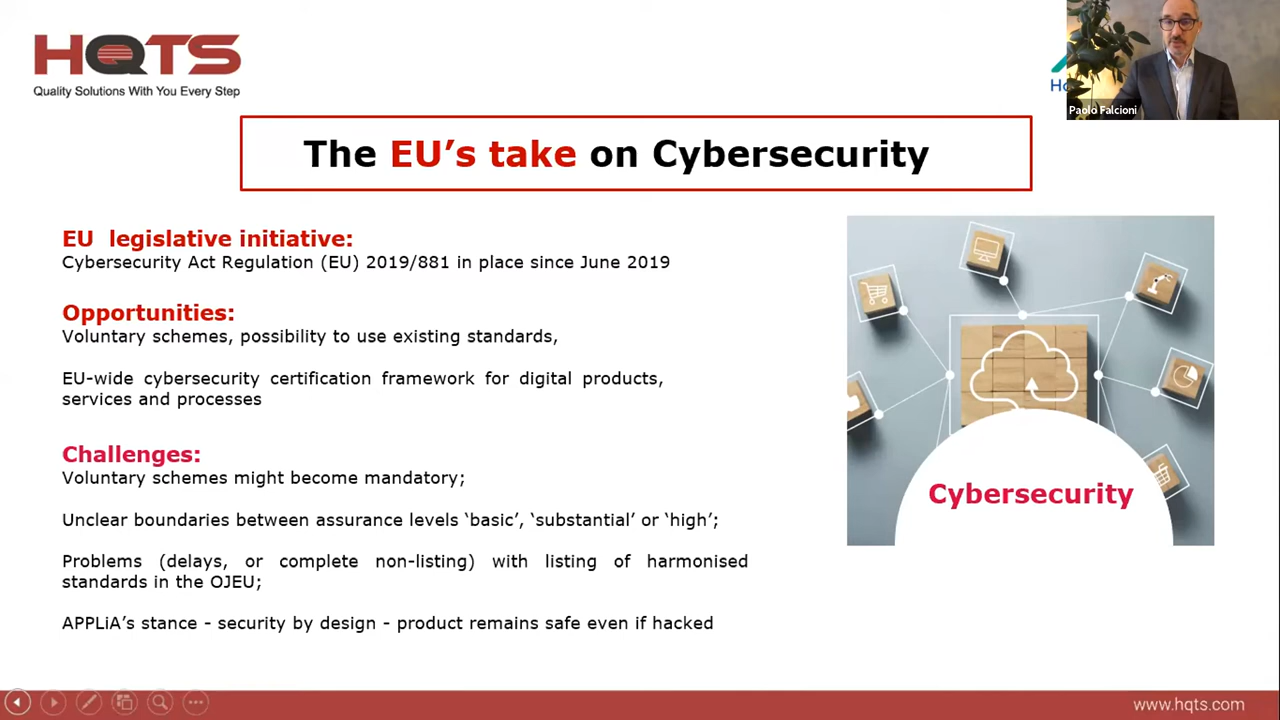 HQTS
Quality Solutions With You Every Step
Paolo Falcioni
The EU’s take on Cybersecurity
EU legislative initiative:
Cybersecurity Act Regulation (EU) 2019/881 in place since June 2019
Opportunities:
Voluntary schemes, possibility to use existing standards,
EU-wide cybersecurity certification framework for digital products,
services and processes
Challenges:
Voluntary schemes might become mandatory;
Unclear boundaries between assurance levels ‘basic’, ‘substantial’ or ‘high’;
Problems (delays, or complete non-listing) with listing of harmonised
standards in the OJEU;
APPLiA’s stance - security by design - product remains safe even if hacked
Cybersecurity
www.hqts.com